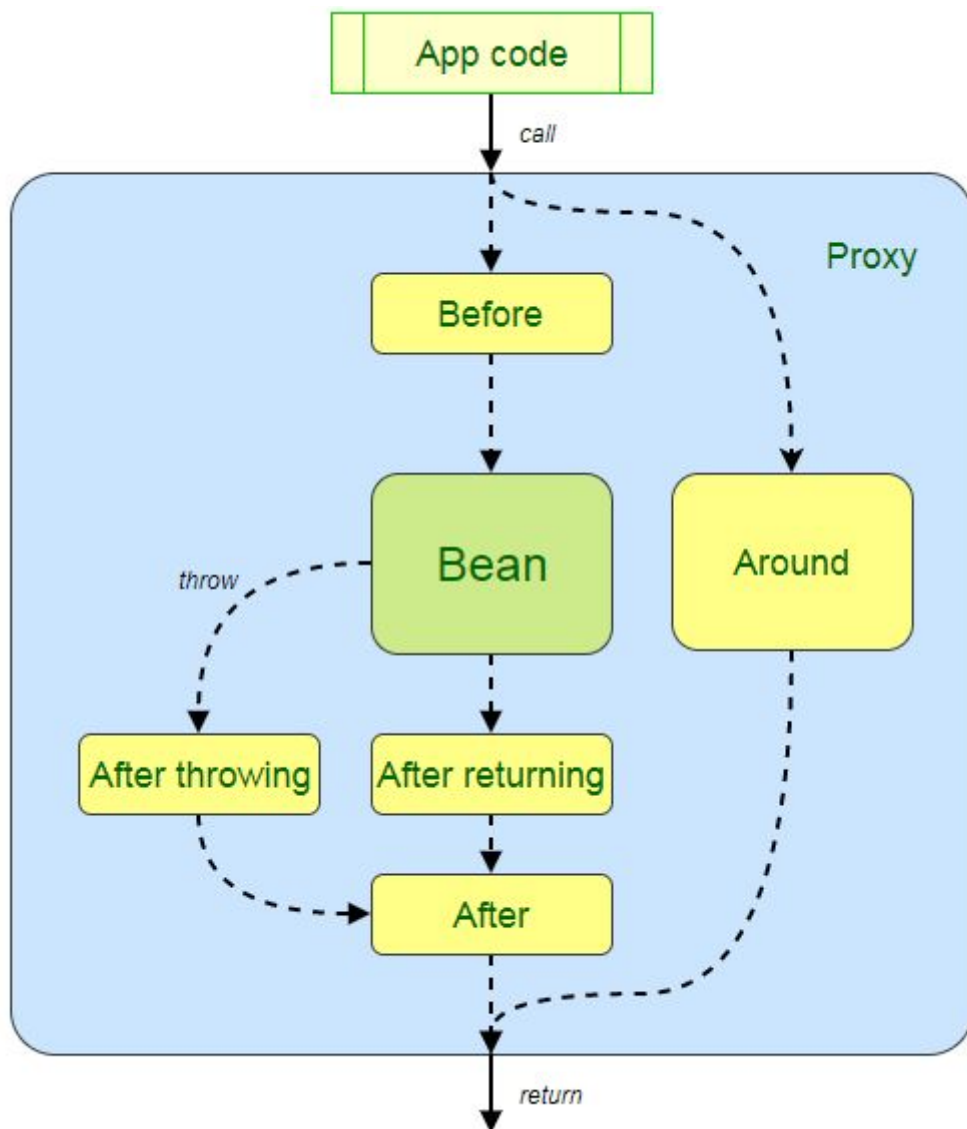 App code
call
Proxy
Before
Bean
Around
throw
After throwing
After returning
After
return